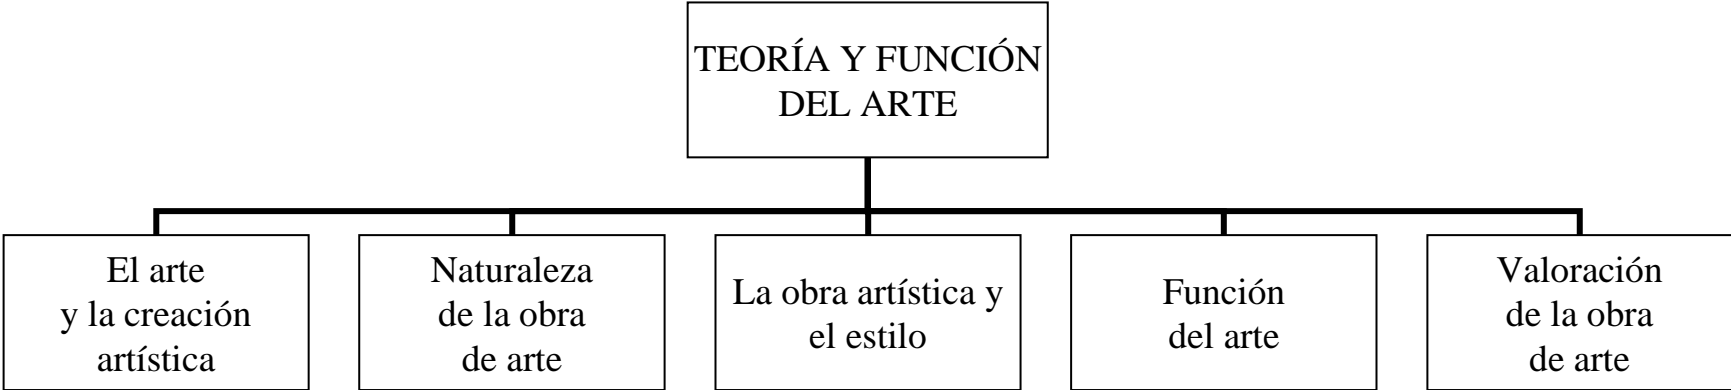 TEORÍA Y FUNCIÓN
DEL ARTE
El arte
y la creación
artística
Naturaleza
de la obra
de arte
La obra artística y
el estilo
Función
del arte
Valoración
de la obra
de arte